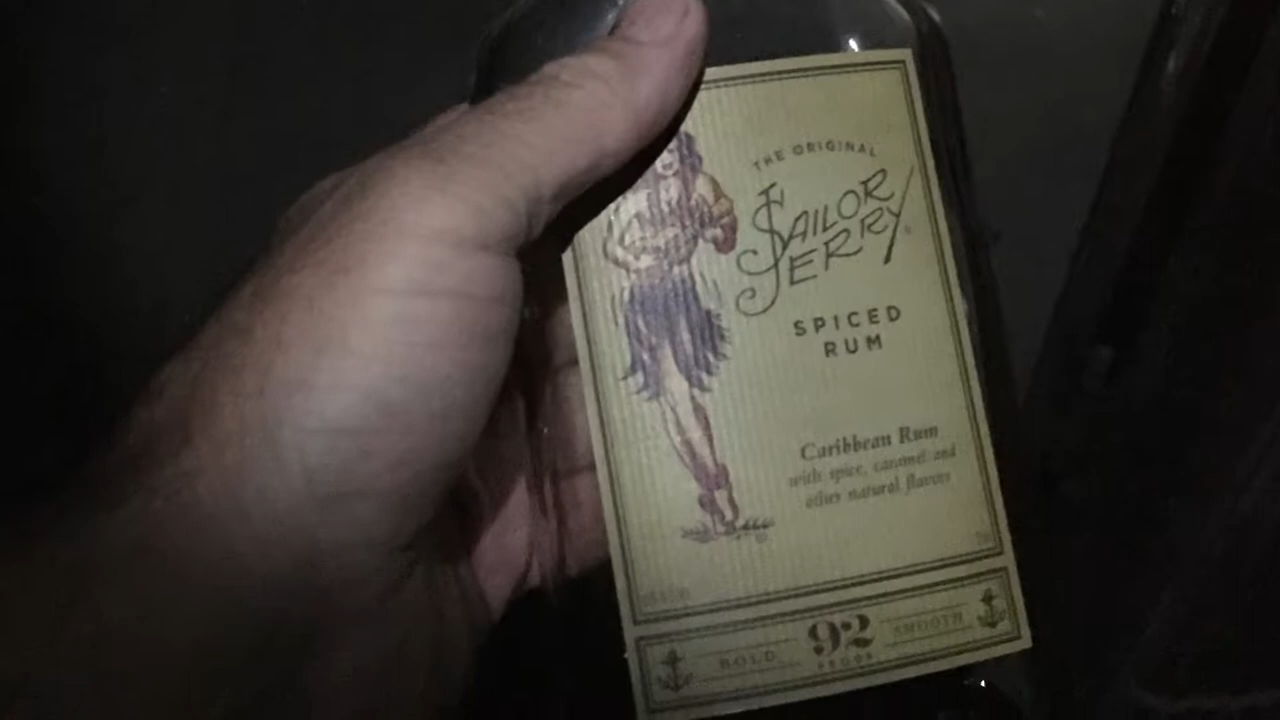 THE ORIGINAL
SAILOR
JERRY
SPICED
RUM
Caribbean Rum
with spice, caramel and
other natural flavors
BOLD 92 SMOOTH
PROOF